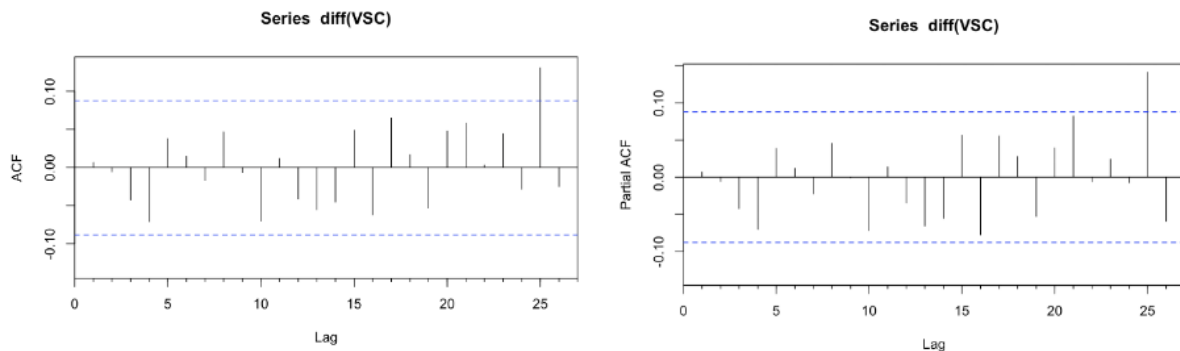 Series diff(VSC)
ACF
0.10
0.00
-0.10
0 5 10 15 20 25
Lag
Series diff(VSC)
Partial ACF
0.10
0.00
-0.10
0 5 10 15 20 25
Lag